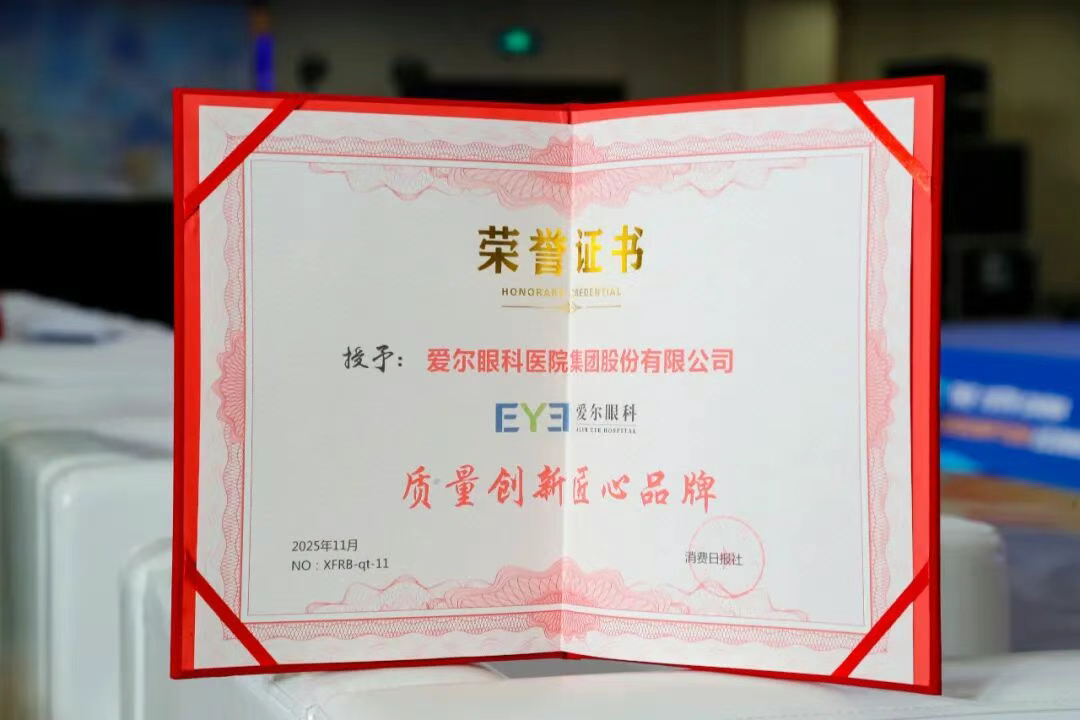 荣誉证书
HONORARY CREDENTIAL
授予： 爱尔眼科医院集团股份有限公司
EYE 爱尔眼科
AIER EYE HOSPITAL
质量创新匠心品牌
2025年11月
NO：XFRB-qt-11
消费日报社